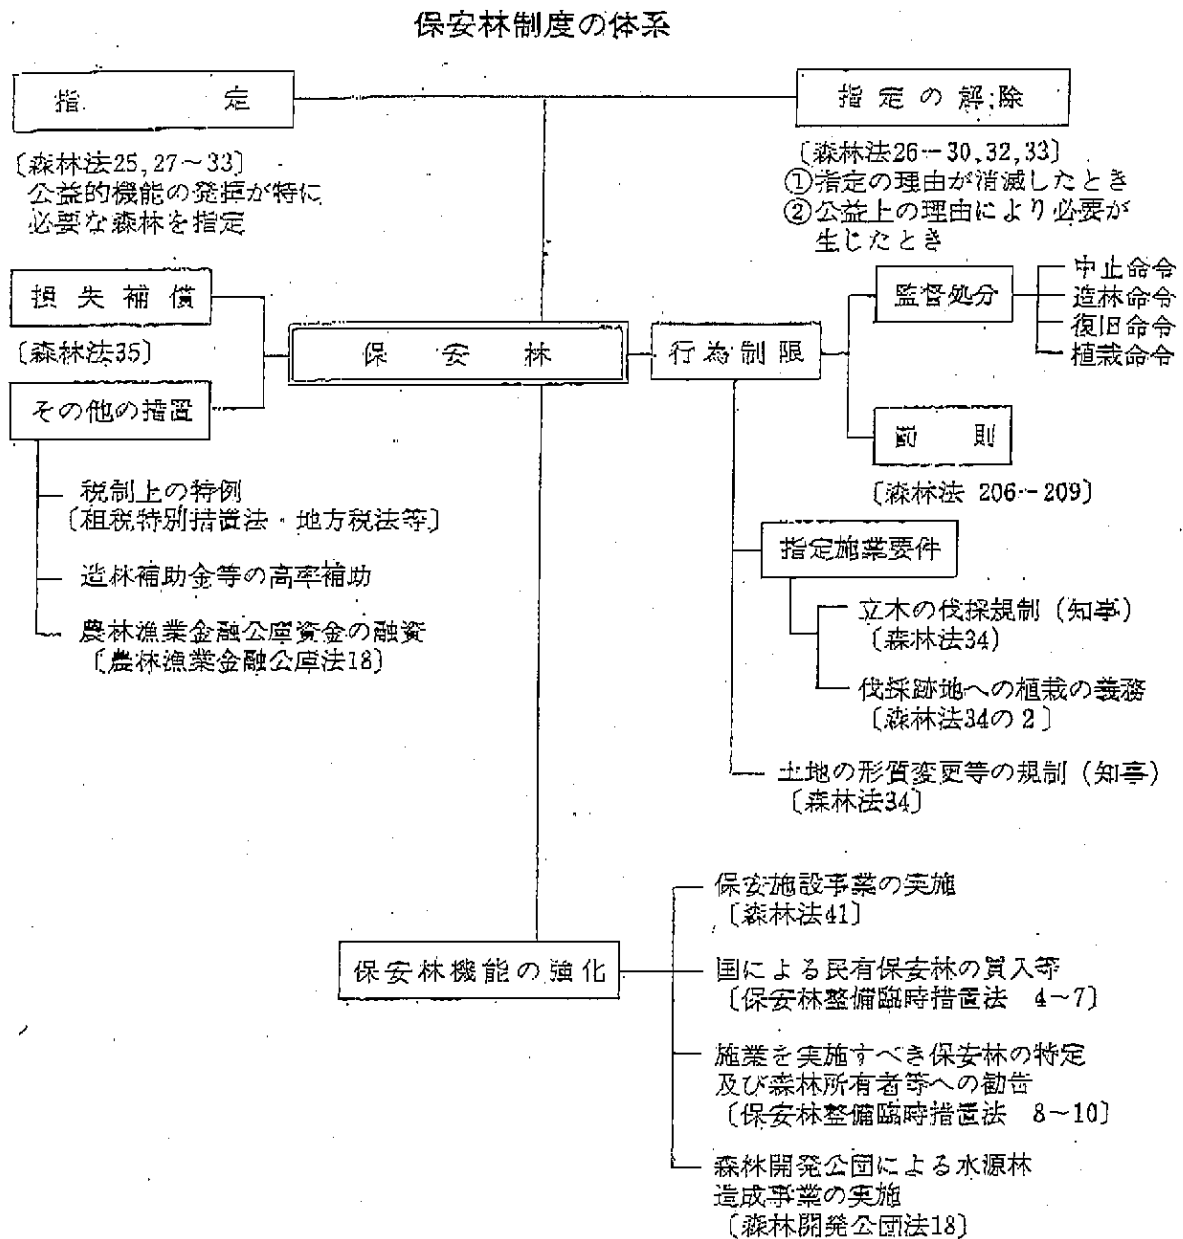 保安林制度の体系
指定
〔森林法25,27～33〕
公益的機能の発揮が特に
必要な森林を指定
指定の解除
〔森林法26－30,32,33〕
①指定の理由が消滅したとき
②公益上の理由により必要が
生じたとき
損失補償
〔森林法35〕
その他の措置
税制上の特例
〔租税特別措置法・地方税法等〕
造林補助金等の高率補助
農林漁業金融公庫資金の融資
〔農林漁業金融公庫法18〕
保安林
行為制限
監督処分
中止命令
造林命令
復旧命令
植栽命令
罰則
〔森林法 206－209〕
指定施業要件
立木の伐採規制（知事）
〔森林法34〕
伐採跡地への植栽の義務
〔森林法34の2〕
土地の形質変更等の規制（知事）
〔森林法34〕
保安林機能の強化
保安施設事業の実施
〔森林法41〕
国による民有保安林の買入等
〔保安林整備臨時措置法 4～7〕
施業を実施すべき保安林の特定
及び森林所有者等への勧告
〔保安林整備臨時措置法 8～10〕
森林開発公団による水源林
造成事業の実施
〔森林開発公団法18〕